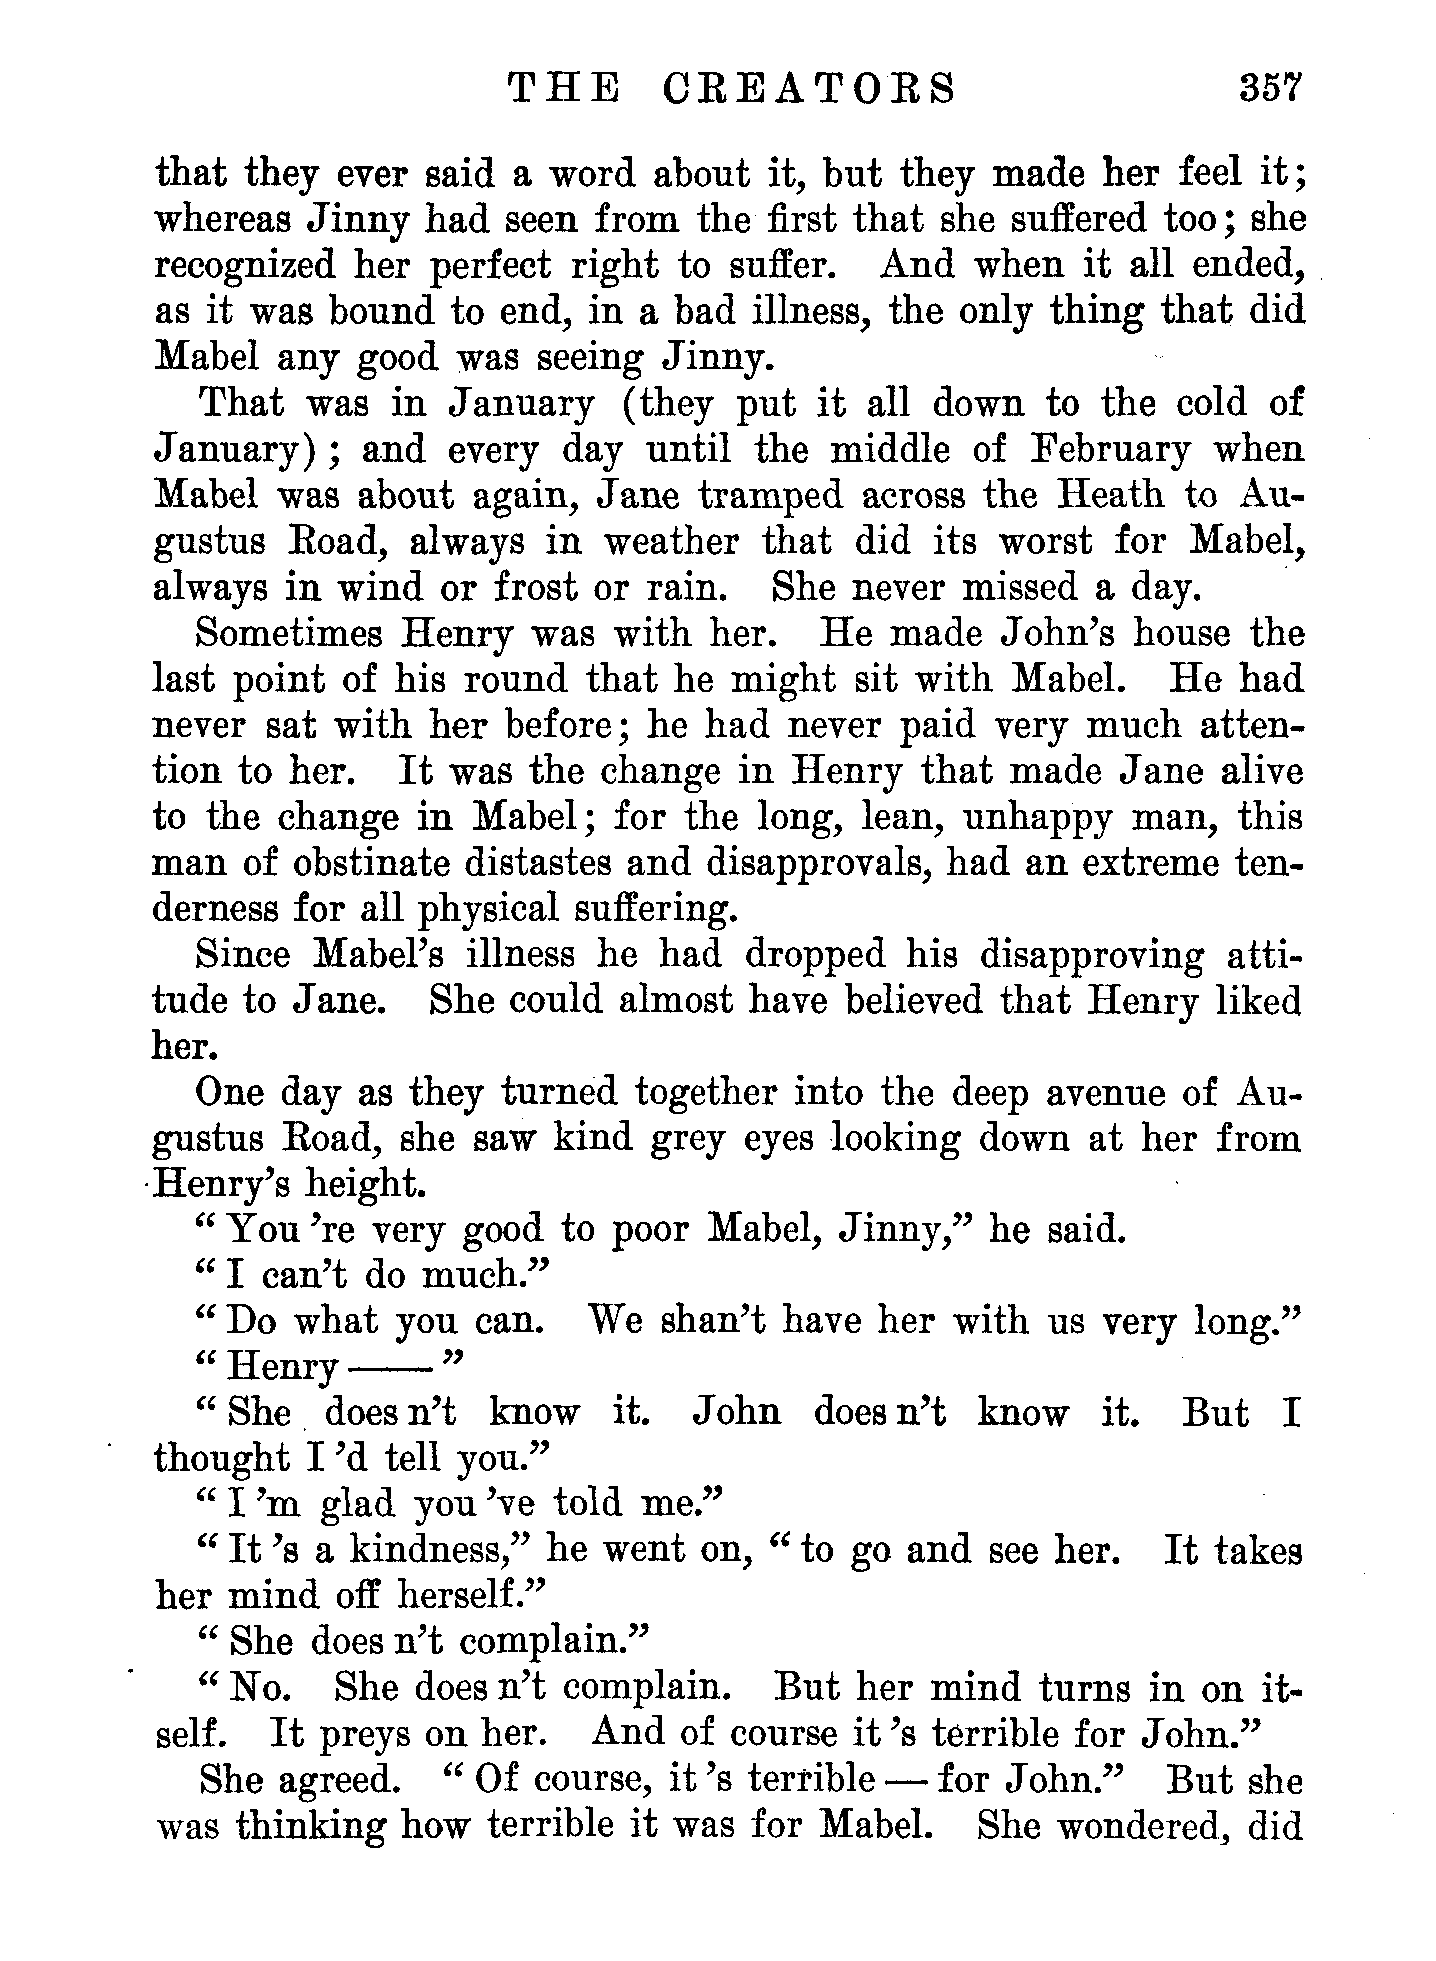 THE CREATORS 357
that they ever said a word about it, but they made her feel it;
whereas Jinny had seen from the first that she suffered too; she
recognized her perfect right to suffer. And when it all ended,
as it was bound to end, in a bad illness, the only thing that did
Mabel any good was seeing Jinny.
That was in January (they put it all down to the cold of
January) ; and every day until the middle of February when
Mabel was about again, Jane tramped across the Heath to Au-
gustus Road, always in weather that did its worst for Mabel,
always in wind or frost or rain. She never missed a day.
Sometimes Henry was with her. He made John's house the
last point of his round that he might sit with Mabel. He had
never sat with her before; he had never paid very much atten-
tion to her. It was the change in Henry that made Jane alive
to the change in Mabel; for the long, lean, unhappy man, this
man of obstinate distastes and disapprovals, had an extreme ten-
derness for all physical suffering.
Since Mabel's illness he had dropped his disapproving atti-
tude to Jane. She could almost have believed that Henry liked
her.
One day as they turned together into the deep avenue of Au-
gustus Road, she saw kind grey eyes looking down at her from
Henry's height.
“ You 're very good to poor Mabel, Jinny,” he said.
“ I can't do much.”
“ Do what you can. We shan't have her with us very long.”
“ Henry —— ”
“ She does n't know it. John does n't know it. But I
thought I 'd tell you.”
“ I 'm glad you 've told me.”
“ It 's a kindness,” he went on, “ to go and see her. It takes
her mind off herself.”
“ She does n't complain.”
“ No. She does n't complain. But her mind turns in on it-
self. It preys on her. And of course it 's terrible for John.”
She agreed. “ Of course, it 's terrible — for John.” But she
was thinking how terrible it was for Mabel. She wondered, did